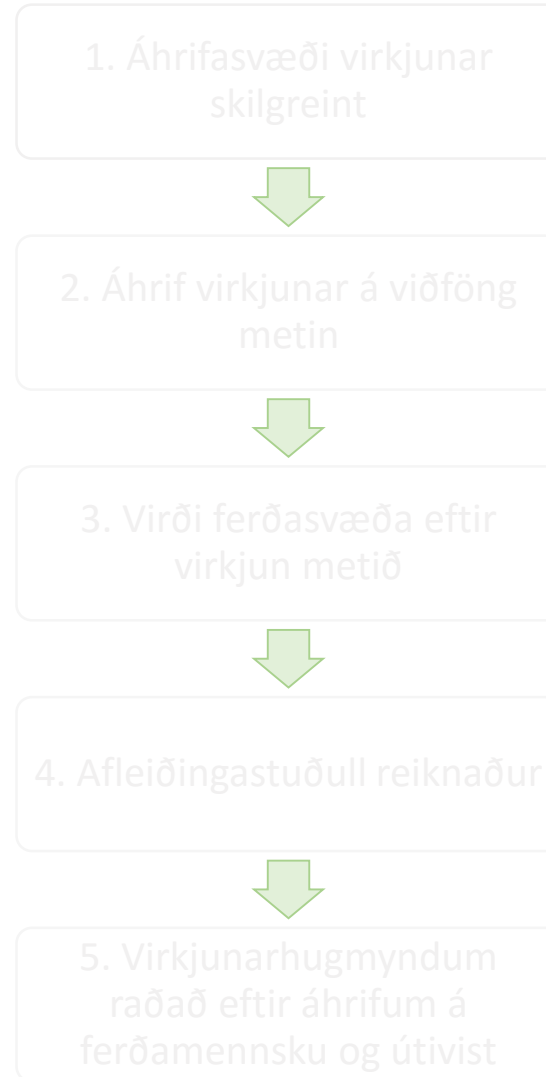 1. Áhrifasvæði virkjunar
skilgreint
2. Áhrif virkjunar á viðföng
metin
3. Virði ferðasvæða eftir
virkjun metið
4. Afleiðingastuðull reiknaður
5. Virkjunarhugmyndum
raðað eftir áhrifum á
ferðamennsku og útivist